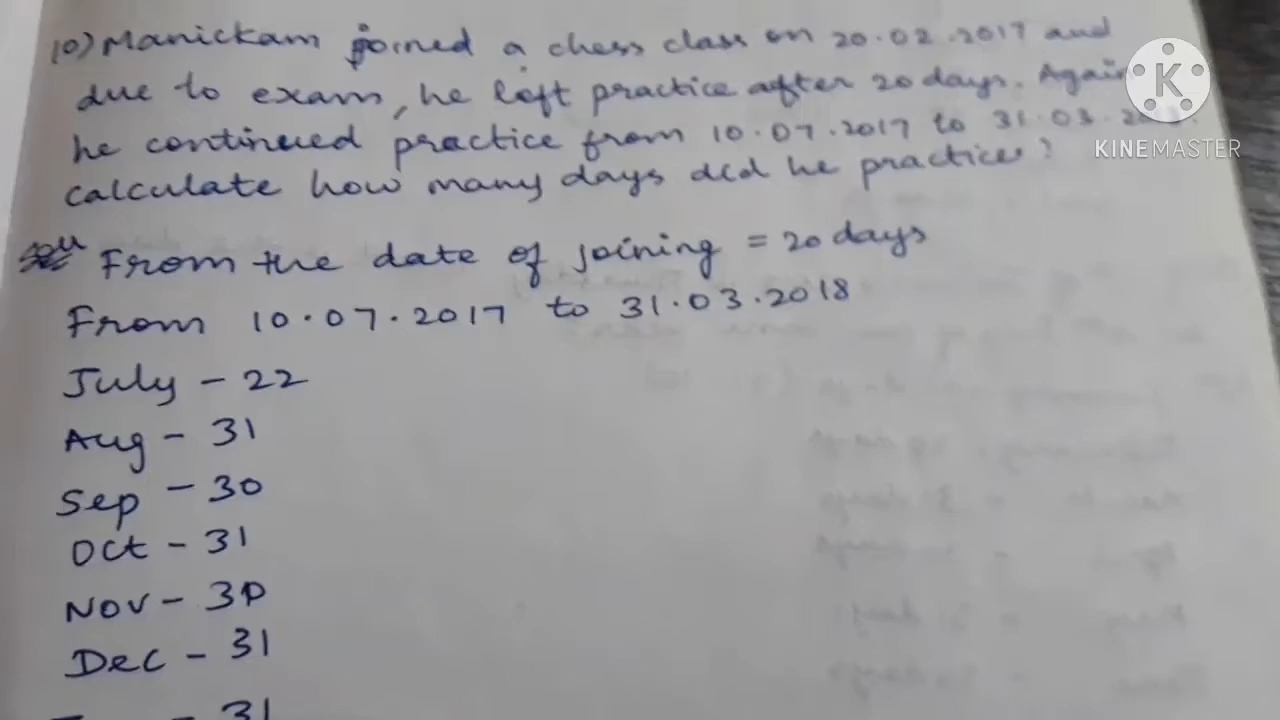 10) Manickam joined a chess class on 20.02.2017 and
due to exam, he left practice after 20 days. Again
he continued practice from 10.07.2017 to 31.03.
calculate how many days did he practice?
K
KINEMASTER
Soln From the date of joining = 20 days
From 10.07.2017 to 31.03.2018
July - 22
Aug - 31
Sep - 30
Oct - 31
Nov - 30
Dec - 31
- 31